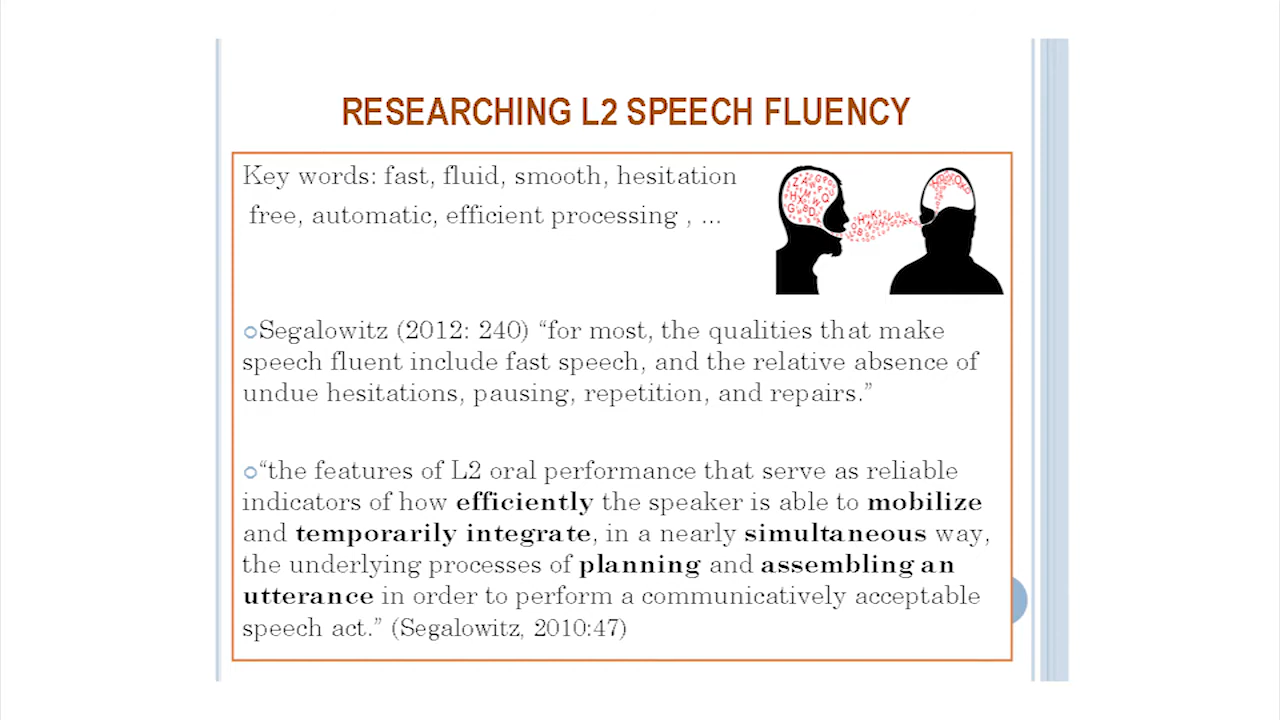 RESEARCHING L2 SPEECH FLUENCY
Key words: fast, fluid, smooth, hesitation
free, automatic, efficient processing , ...
Segalowitz (2012: 240) “for most, the qualities that make
speech fluent include fast speech, and the relative absence of
undue hesitations, pausing, repetition, and repairs.”
“the features of L2 oral performance that serve as reliable
indicators of how efficiently the speaker is able to mobilize
and temporarily integrate, in a nearly simultaneous way,
the underlying processes of planning and assembling an
utterance in order to perform a communicatively acceptable
speech act.” (Segalowitz, 2010:47)